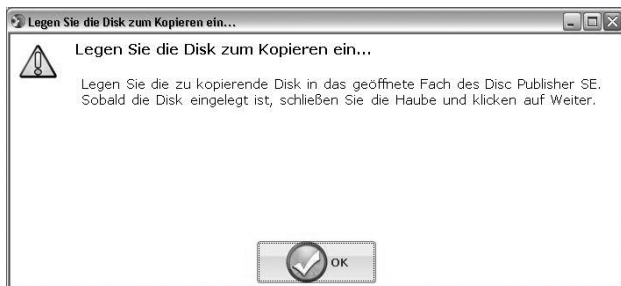 Legen Sie die Disk zum Kopieren ein...
Legen Sie die Disk zum Kopieren ein...
Legen Sie die zu kopierende Disk in das geöffnete Fach des Disc Publisher SE.
Sobald die Disk eingelegt ist, schließen Sie die Haube und klicken auf Weiter.
OK